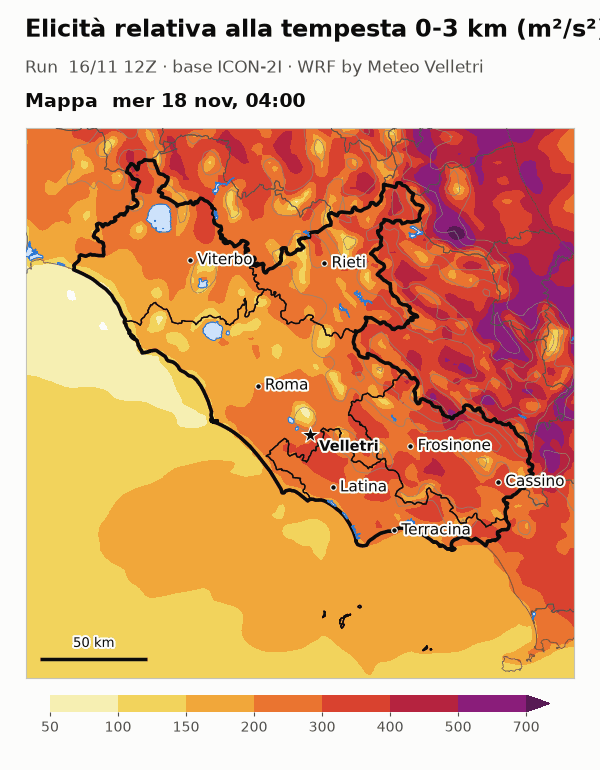 Elicità relativa alla tempesta 0-3 km (m²/s²)
Run 16/11 12Z · base ICON-2I · WRF by Meteo Velletri
Mappa mer 18 nov, 04:00
Viterbo
Rieti
Roma
Velletri
Frosinone
Cassino
Latina
Terracina
50 km
50 100 150 200 300 400 500 700